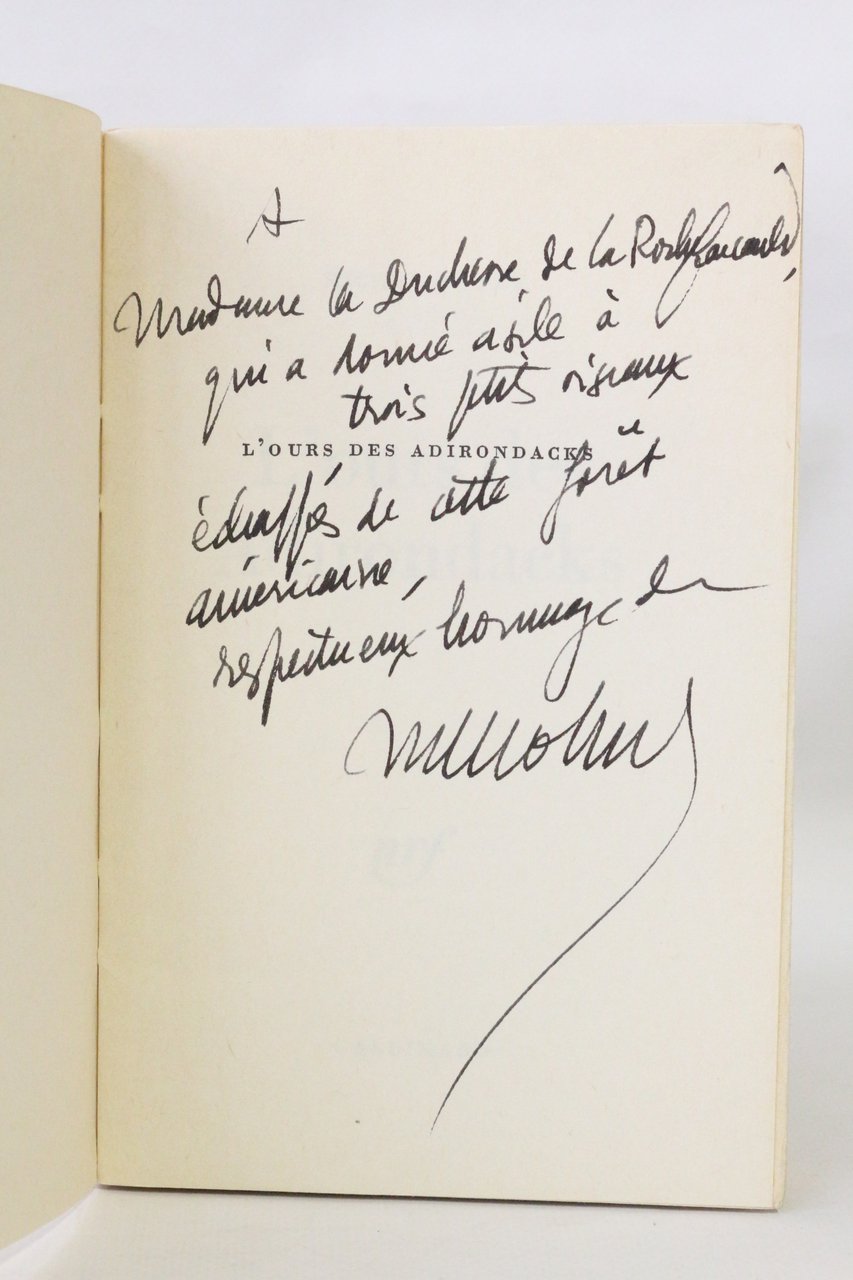 à
Madame la Duchesse de La Rochefoucauld,
qui a donné asile à
trois petits oiseaux
L'OURS DES ADIRONDACKS
échappés de cette forêt
américaine,
respectueux hommage de
nrf